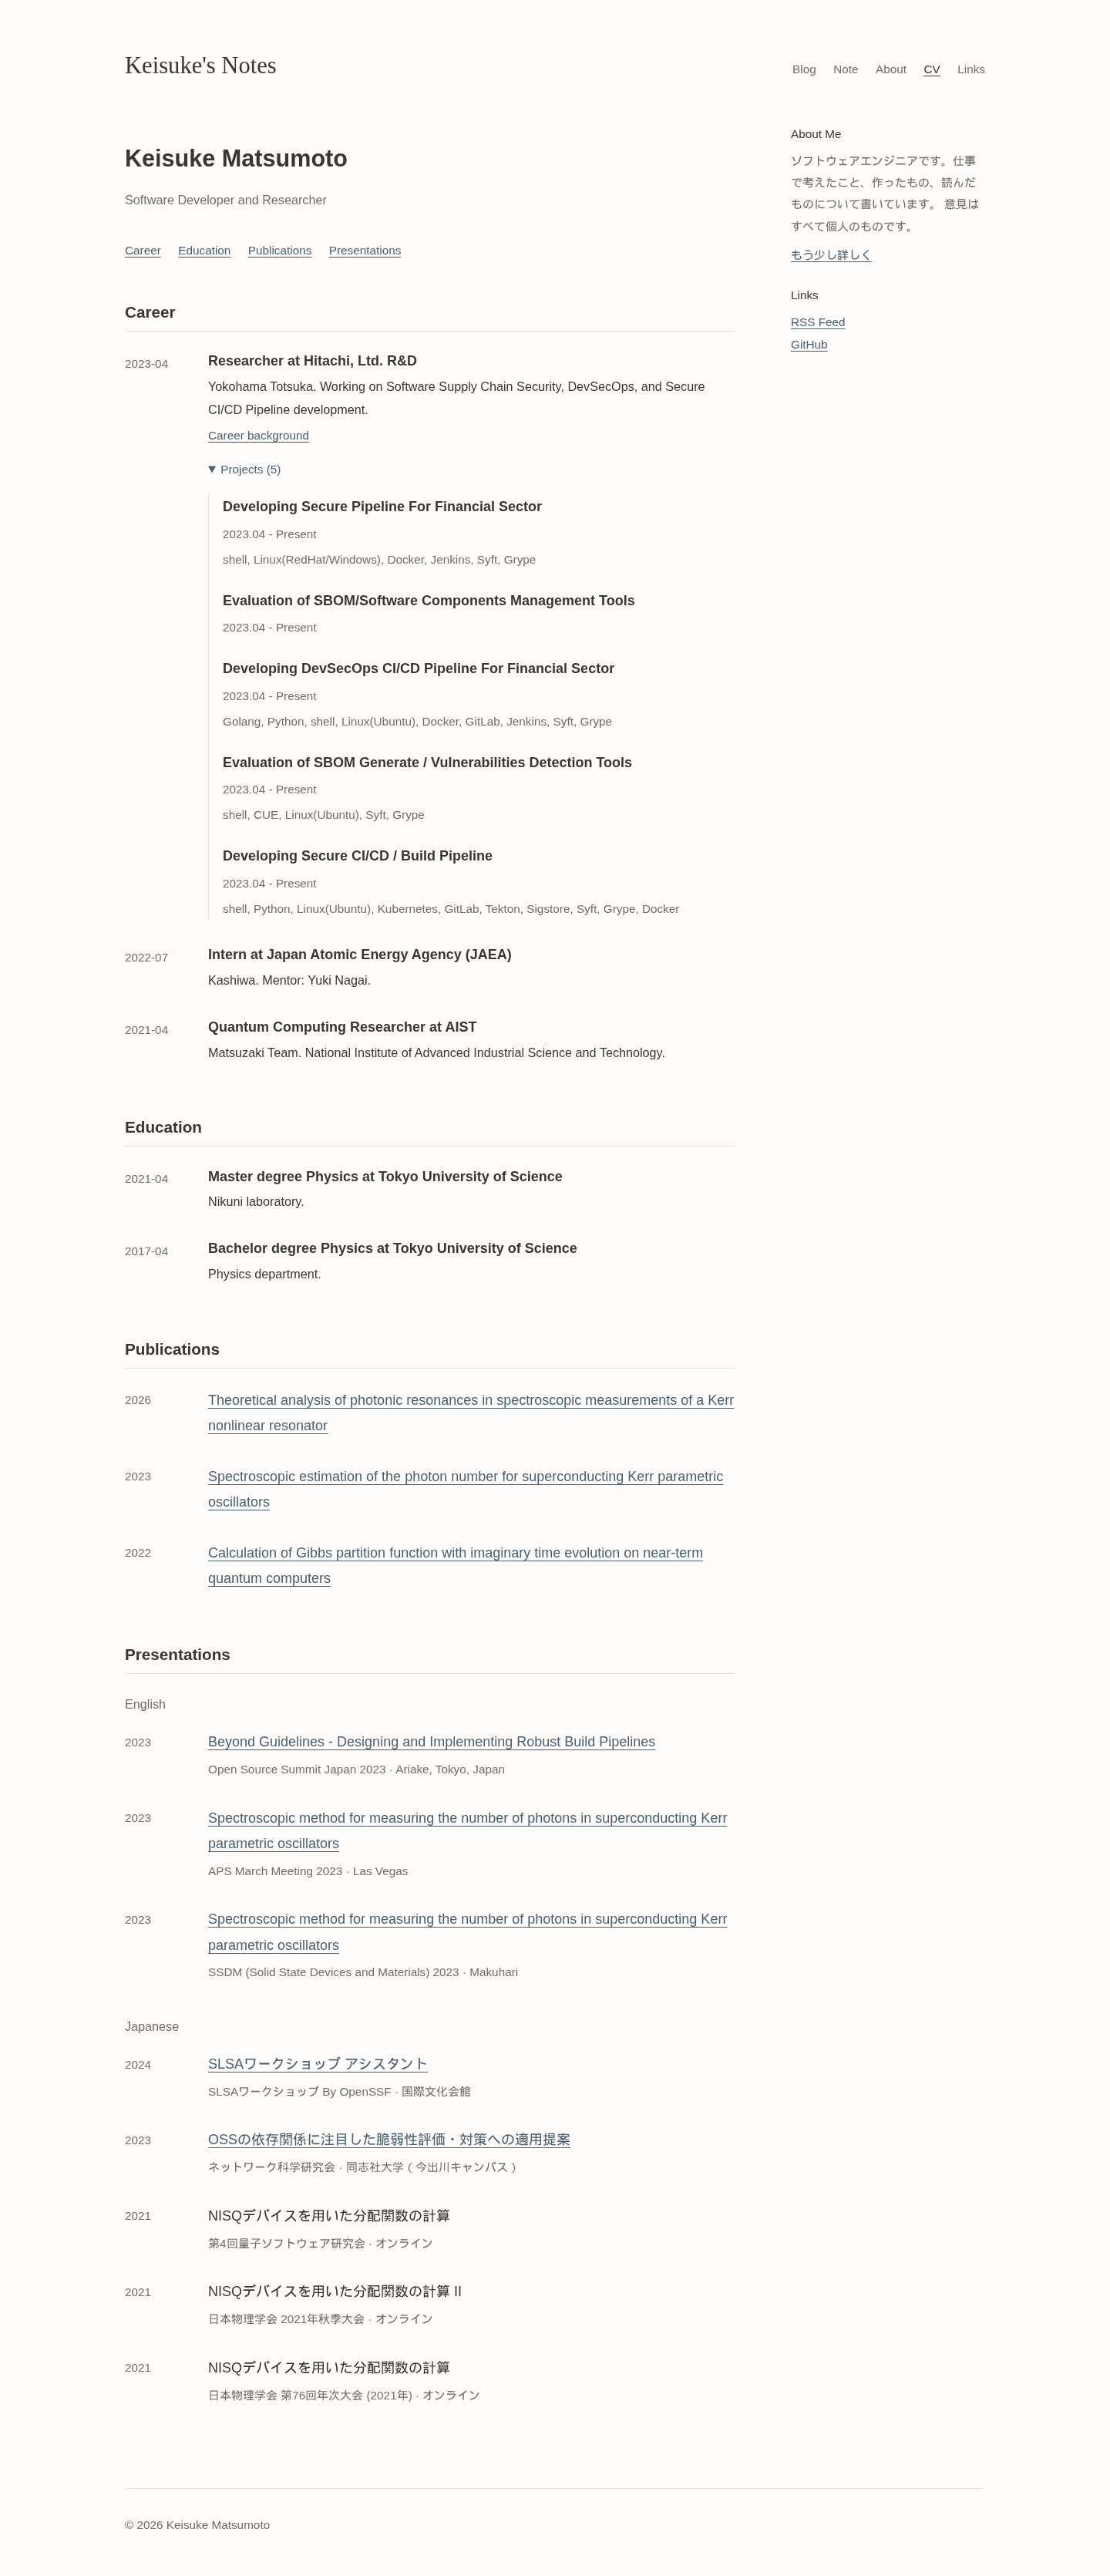 Keisuke's Notes
Blog Note About CV Links
Keisuke Matsumoto
Software Developer and Researcher
Career Education Publications Presentations
Career
2023-04
Researcher at Hitachi, Ltd. R&D
Yokohama Totsuka. Working on Software Supply Chain Security, DevSecOps, and Secure
CI/CD Pipeline development.
Career background
▼ Projects (5)
Developing Secure Pipeline For Financial Sector
2023.04 - Present
shell, Linux(RedHat/Windows), Docker, Jenkins, Syft, Grype
Evaluation of SBOM/Software Components Management Tools
2023.04 - Present
Developing DevSecOps CI/CD Pipeline For Financial Sector
2023.04 - Present
Golang, Python, shell, Linux(Ubuntu), Docker, GitLab, Jenkins, Syft, Grype
Evaluation of SBOM Generate / Vulnerabilities Detection Tools
2023.04 - Present
shell, CUE, Linux(Ubuntu), Syft, Grype
Developing Secure CI/CD / Build Pipeline
2023.04 - Present
shell, Python, Linux(Ubuntu), Kubernetes, GitLab, Tekton, Sigstore, Syft, Grype, Docker
2022-07
Intern at Japan Atomic Energy Agency (JAEA)
Kashiwa. Mentor: Yuki Nagai.
2021-04
Quantum Computing Researcher at AIST
Matsuzaki Team. National Institute of Advanced Industrial Science and Technology.
Education
2021-04
Master degree Physics at Tokyo University of Science
Nikuni laboratory.
2017-04
Bachelor degree Physics at Tokyo University of Science
Physics department.
Publications
2026
Theoretical analysis of photonic resonances in spectroscopic measurements of a Kerr
nonlinear resonator
2023
Spectroscopic estimation of the photon number for superconducting Kerr parametric
oscillators
2022
Calculation of Gibbs partition function with imaginary time evolution on near-term
quantum computers
Presentations
English
2023
Beyond Guidelines - Designing and Implementing Robust Build Pipelines
Open Source Summit Japan 2023 · Ariake, Tokyo, Japan
2023
Spectroscopic method for measuring the number of photons in superconducting Kerr
parametric oscillators
APS March Meeting 2023 · Las Vegas
2023
Spectroscopic method for measuring the number of photons in superconducting Kerr
parametric oscillators
SSDM (Solid State Devices and Materials) 2023 · Makuhari
Japanese
2024
SLSAワークショップ アシスタント
SLSAワークショップ By OpenSSF · 国際文化会館
2023
OSSの依存関係に注目した脆弱性評価・対策への適用提案
ネットワーク科学研究会 · 同志社大学 ( 今出川キャンパス )
2021
NISQデバイスを用いた分配関数の計算
第4回量子ソフトウェア研究会 · オンライン
2021
NISQデバイスを用いた分配関数の計算 II
日本物理学会 2021年秋季大会 · オンライン
2021
NISQデバイスを用いた分配関数の計算
日本物理学会 第76回年次大会 (2021年) · オンライン
About Me
ソフトウェアエンジニアです。仕事
で考えたこと、作ったもの、読んだ
ものについて書いています。 意見は
すべて個人のものです。
もう少し詳しく
Links
RSS Feed
GitHub
© 2026 Keisuke Matsumoto